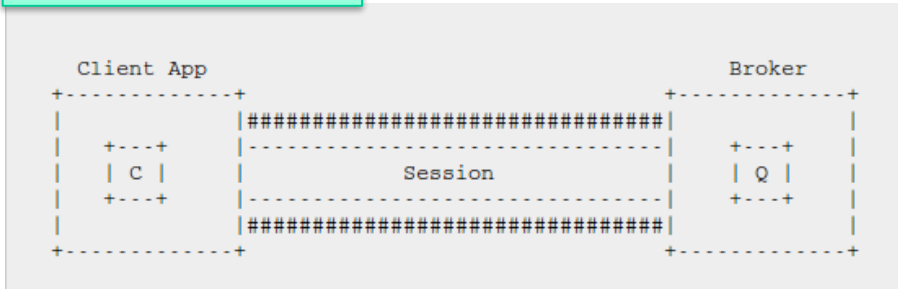 Client App Broker
+-------------+ +-------------+
| |################################| |
| +---+ |--------------------------------| +---+ |
| | C | | Session | | Q | |
| +---+ |--------------------------------| +---+ |
| |################################| |
+-------------+ +-------------+